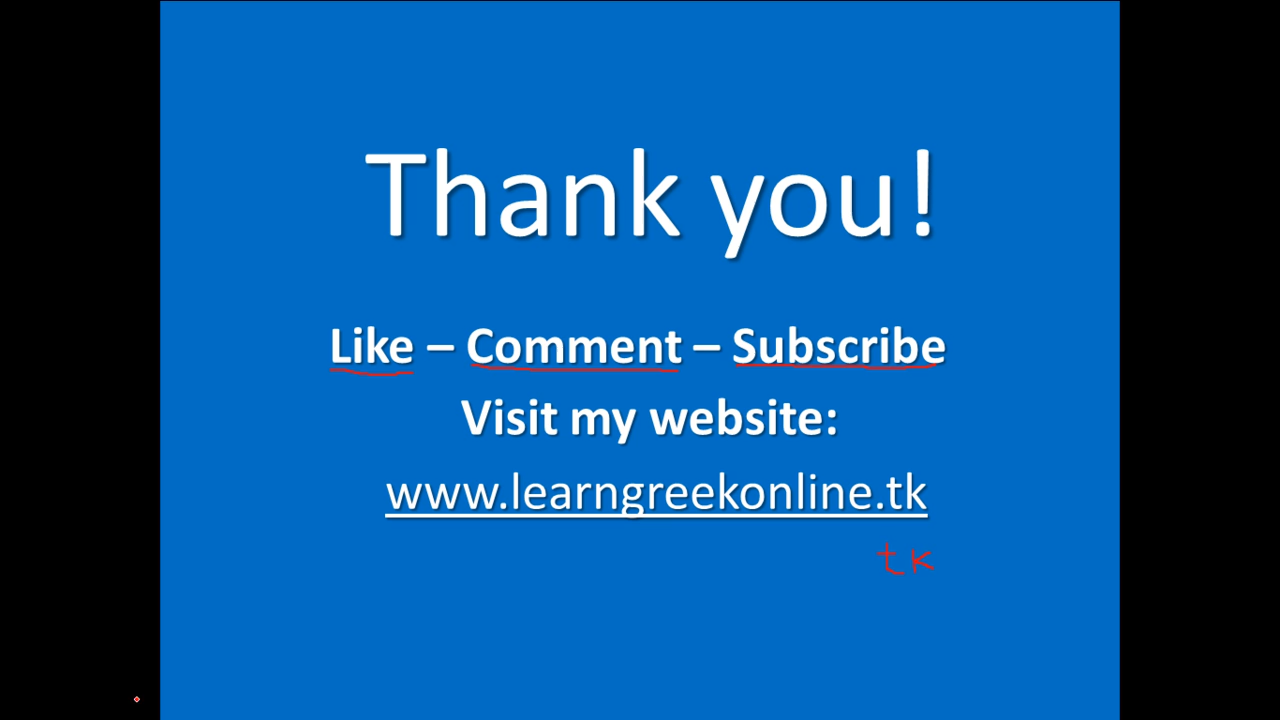 Thank you!
Like – Comment – Subscribe
Visit my website:
www.learngreekonline.tk
tk